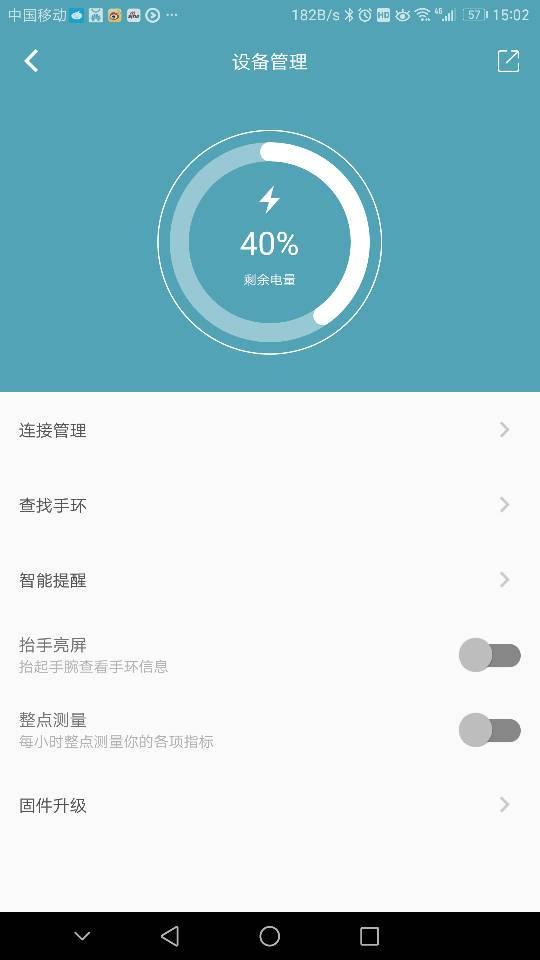 中国移动 182B/s HD 4G 57 15:02
设备管理
40%
剩余电量
连接管理
查找手环
智能提醒
抬手亮屏
抬起手腕查看手环信息
整点测量
每小时整点测量你的各项指标
固件升级